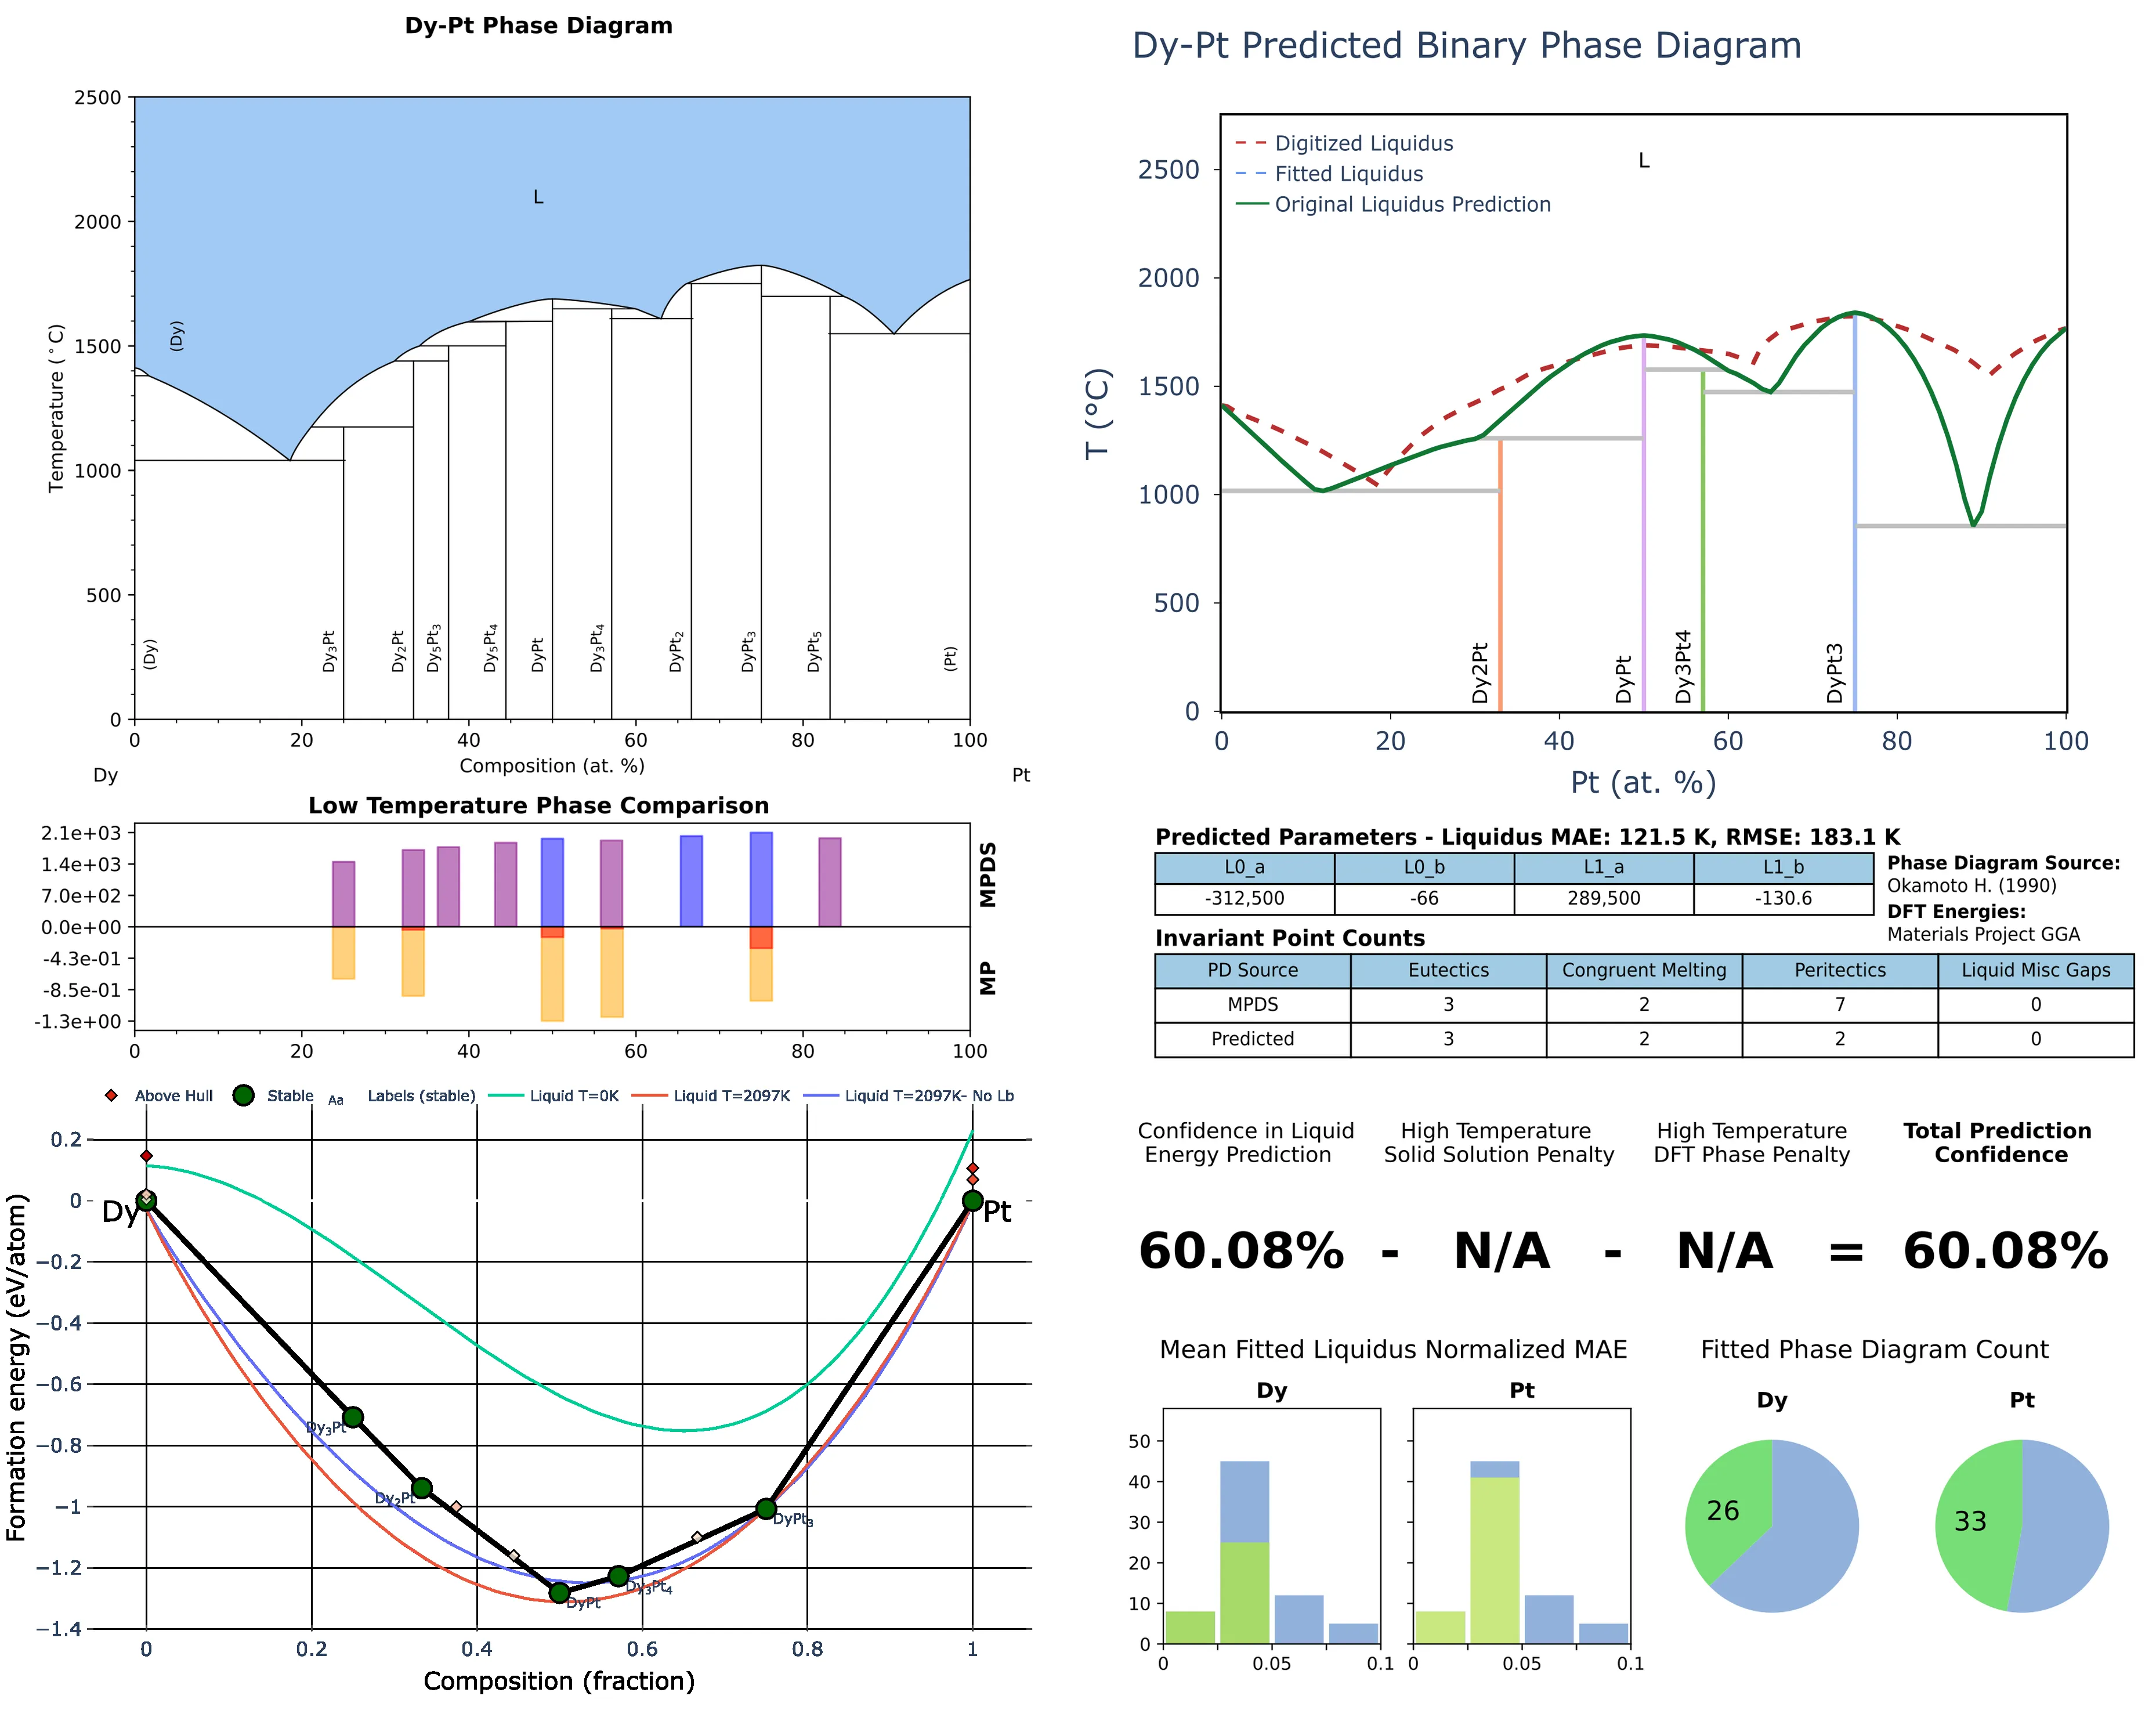 Dy-Pt Phase Diagram
2500
2000
1500
1000
500
0
Temperature (°C)
L
(Dy)
(Dy)
Dy₃Pt
Dy₂Pt
Dy₅Pt₃
Dy₅Pt₄
DyPt
Dy₃Pt₄
DyPt₂
DyPt₃
DyPt₅
(Pt)
0 20 40 60 80 100
Composition (at. %)
Dy
Pt
Dy-Pt Predicted Binary Phase Diagram
Digitized Liquidus
Fitted Liquidus
Original Liquidus Prediction
L
2500
2000
1500
1000
500
0
T (°C)
Dy2Pt
DyPt
Dy3Pt4
DyPt3
0 20 40 60 80 100
Pt (at. %)
Low Temperature Phase Comparison
2.1e+03
1.4e+03
7.0e+02
0.0e+00
-4.3e-01
-8.5e-01
-1.3e+00
MPDS
MP
0 20 40 60 80 100
Predicted Parameters - Liquidus MAE: 121.5 K, RMSE: 183.1 K
L0_a L0_b L1_a L1_b
-312,500 -66 289,500 -130.6
Phase Diagram Source:
Okamoto H. (1990)
DFT Energies:
Materials Project GGA
Invariant Point Counts
PD Source Eutectics Congruent Melting Peritectics Liquid Misc Gaps
MPDS 3 2 7 0
Predicted 3 2 2 0
Above Hull Stable Aa Labels (stable) Liquid T=0K Liquid T=2097K Liquid T=2097K- No Lb
0.2
0
−0.2
−0.4
−0.6
−0.8
−1
−1.2
−1.4
Formation energy (eV/atom)
Dy
Pt
Dy₃Pt
Dy₂Pt
DyPt
Dy₃Pt₄
DyPt₃
0 0.2 0.4 0.6 0.8 1
Composition (fraction)
Confidence in Liquid
Energy Prediction
High Temperature
Solid Solution Penalty
High Temperature
DFT Phase Penalty
Total Prediction
Confidence
60.08% - N/A - N/A = 60.08%
Mean Fitted Liquidus Normalized MAE
Dy
Pt
50
40
30
20
10
0
0 0.05 0.1
0 0.05 0.1
Fitted Phase Diagram Count
Dy
Pt
26
33